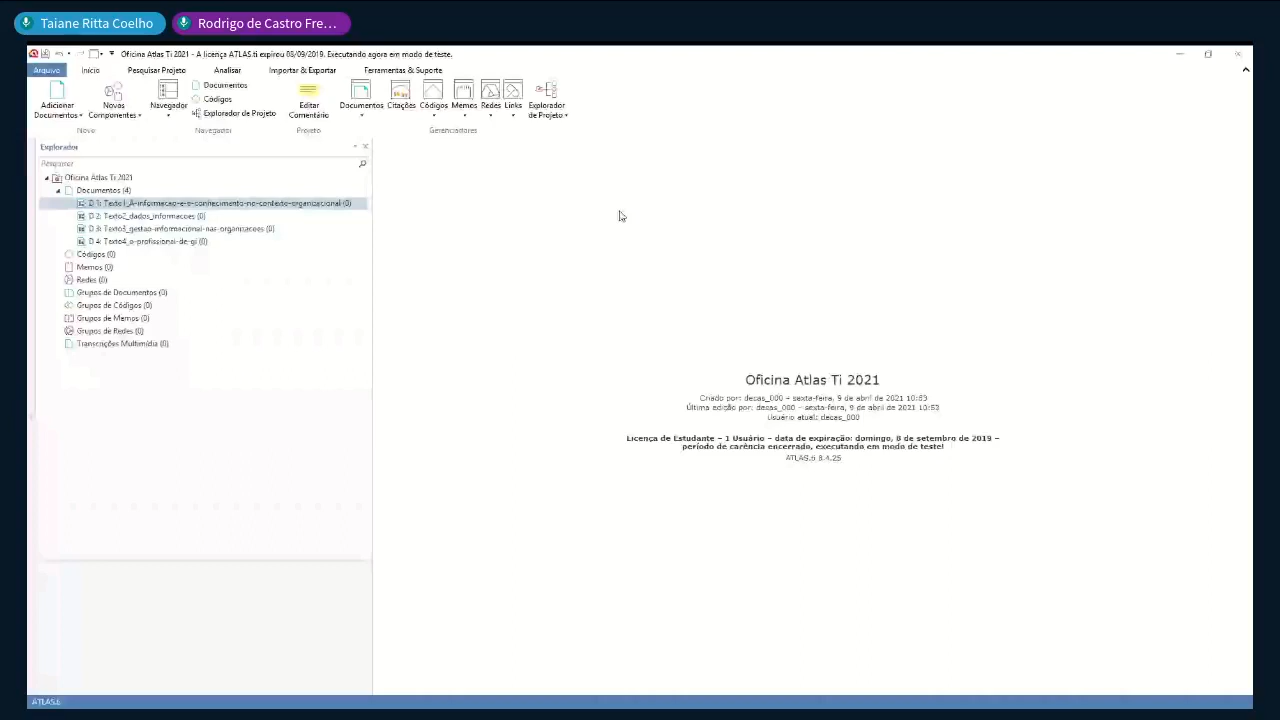 Taiane Ritta Coelho
Rodrigo de Castro Fre...
Oficina Atlas Ti 2021 - A licença ATLAS.ti expirou 08/09/2019. Executando agora em modo de teste.
Arquivo Início Pesquisar Projeto Analisar Importar & Exportar Ferramentas & Suporte
Adicionar Documentos
Novos Componentes
Navegador
Documentos
Códigos
Explorador de Projeto
Editar Comentário
Documentos Citações Códigos Memos Redes Links
Explorador de Projeto
Novo Navegador Projeto Gerenciadores
Explorador
Pesquisar
Oficina Atlas Ti 2021
Documentos (4)
D 1: Texto1_A-informacao-e-o-conhecimento-no-contexto-organizacional (0)
D 2: Texto2_dados_informacoes (0)
D 3: Texto3_gestao-informacional-nas-organizacoes (0)
D 4: Texto4_o-profissional-de-gi (0)
Códigos (0)
Memos (0)
Redes (0)
Grupos de Documentos (0)
Grupos de Códigos (0)
Grupos de Memos (0)
Grupos de Redes (0)
Transcrições Multimídia (0)
Oficina Atlas Ti 2021
Criado por: decas_000 – sexta-feira, 9 de abril de 2021 10:53
Última edição por: decas_000 – sexta-feira, 9 de abril de 2021 10:53
Usuário atual: decas_000
Licença de Estudante – 1 Usuário – data de expiração: domingo, 8 de setembro de 2019 –
período de carência encerrado, executando em modo de teste!
ATLAS.ti 8.4.25
ATLAS.ti